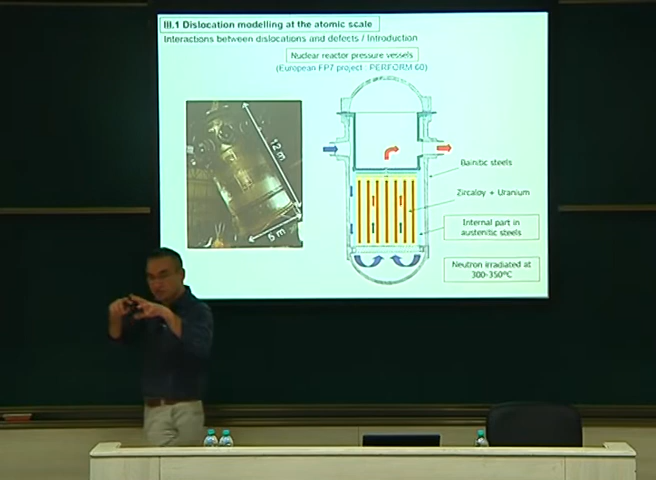 III.1 Dislocation modelling at the atomic scale
Interactions between dislocations and defects / Introduction
Nuclear reactor pressure vessels
(European FP7 project : PERFORM 60)
12 m
5 m
Bainitic steels
Zircaloy + Uranium
Internal part in
austenitic steels
Neutron irradiated at
300-350°C